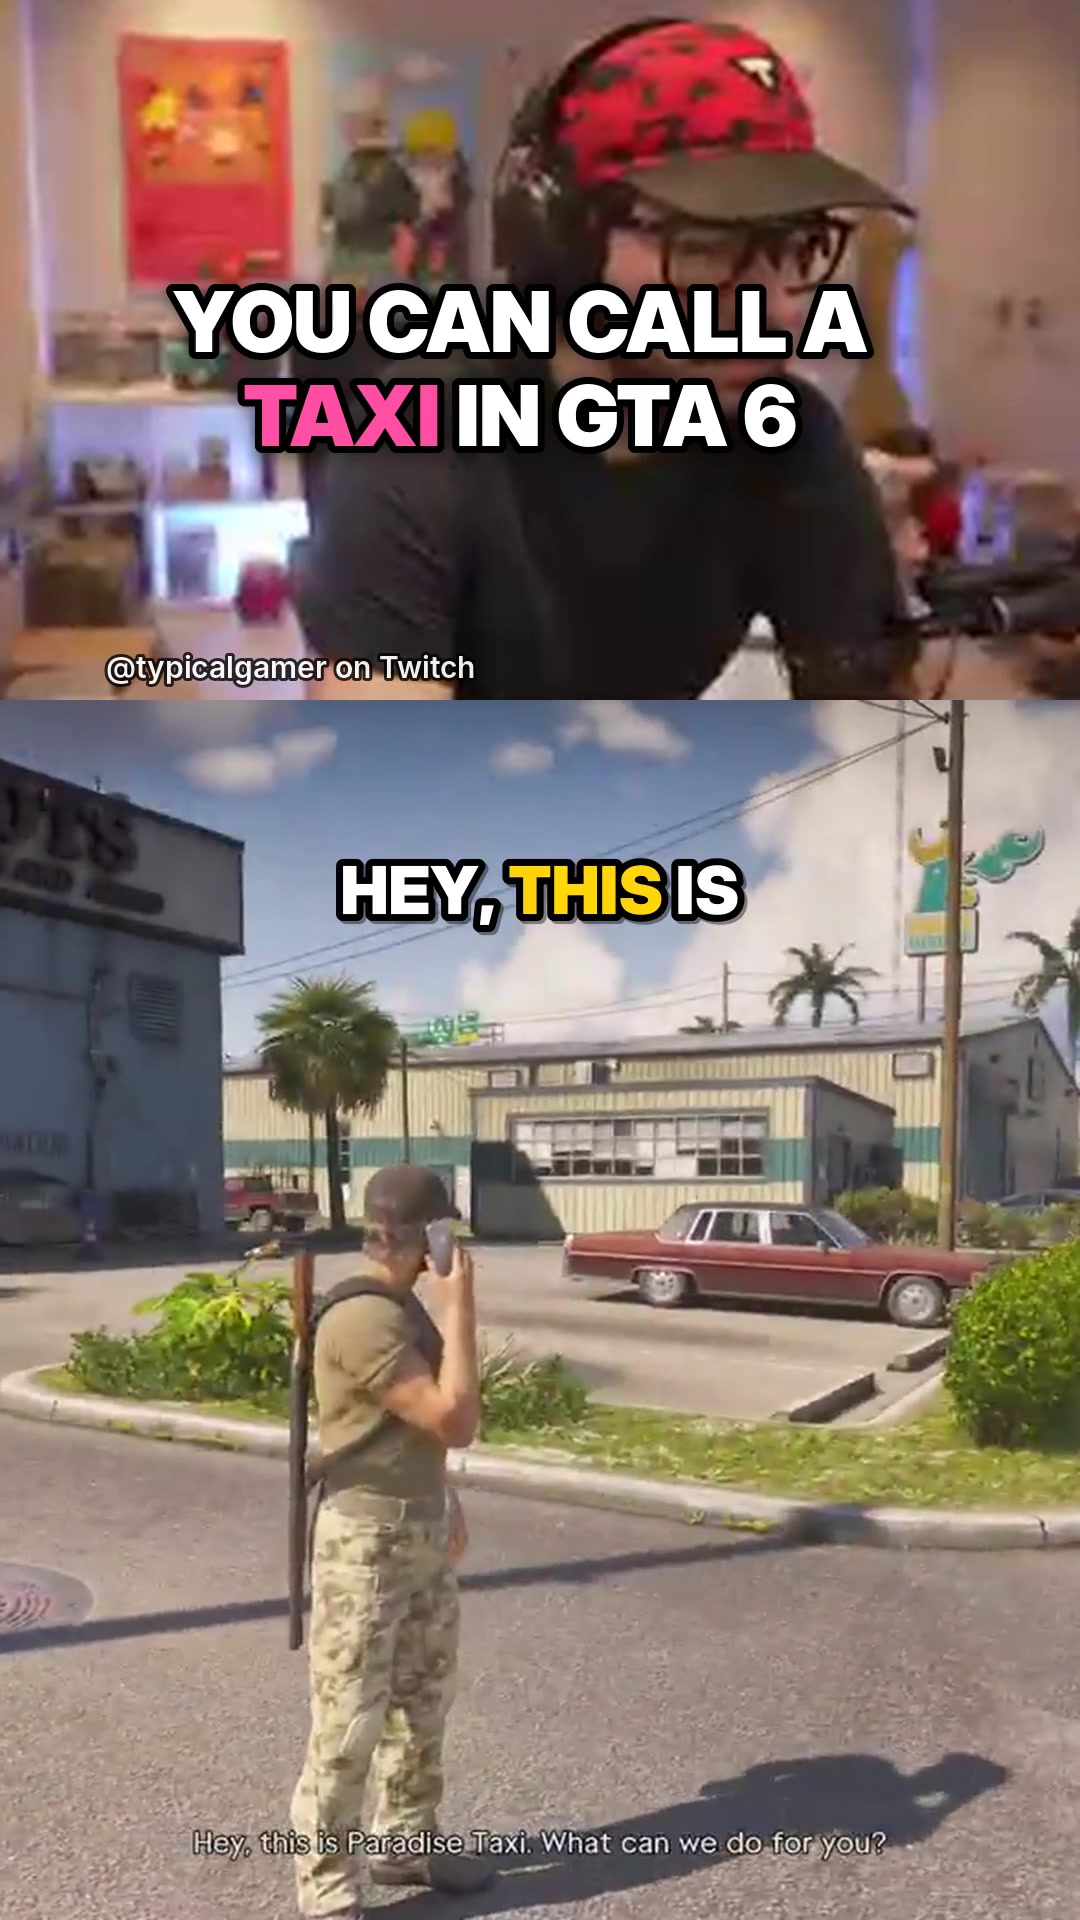 YOU CAN CALL A
TAXI IN GTA 6
@typicalgamer on Twitch
HEY, THIS IS
Hey, this is Paradise Taxi. What can we do for you?